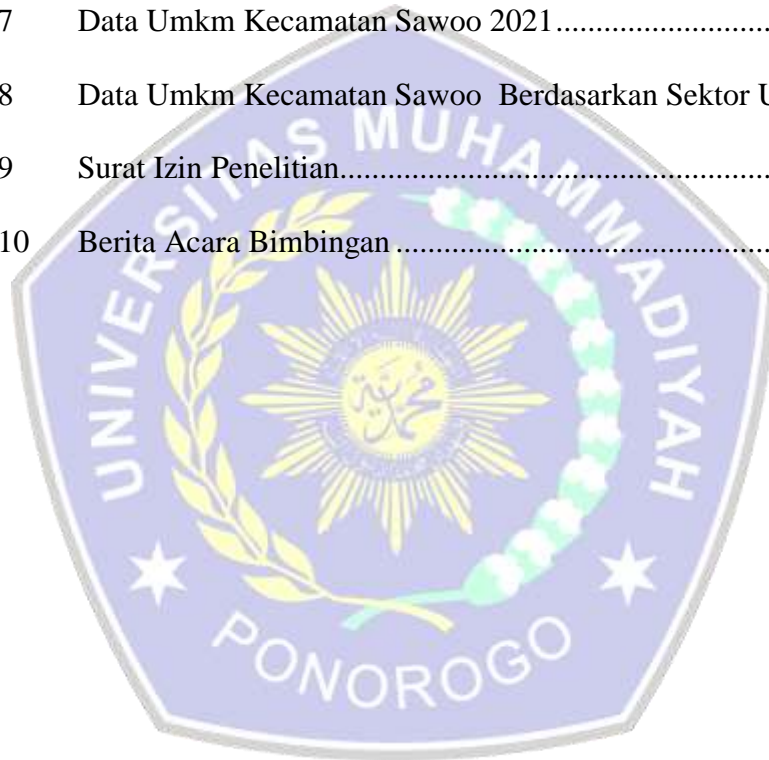 7 Data Umkm Kecamatan Sawoo 2021.......................
8 Data Umkm Kecamatan Sawoo Berdasarkan Sektor U
9 Surat Izin Penelitian.............................................
10 Berita Acara Bimbingan.......................................
UNIVERSITAS MUHAMMADIYAH
PONOROGO
محمدية